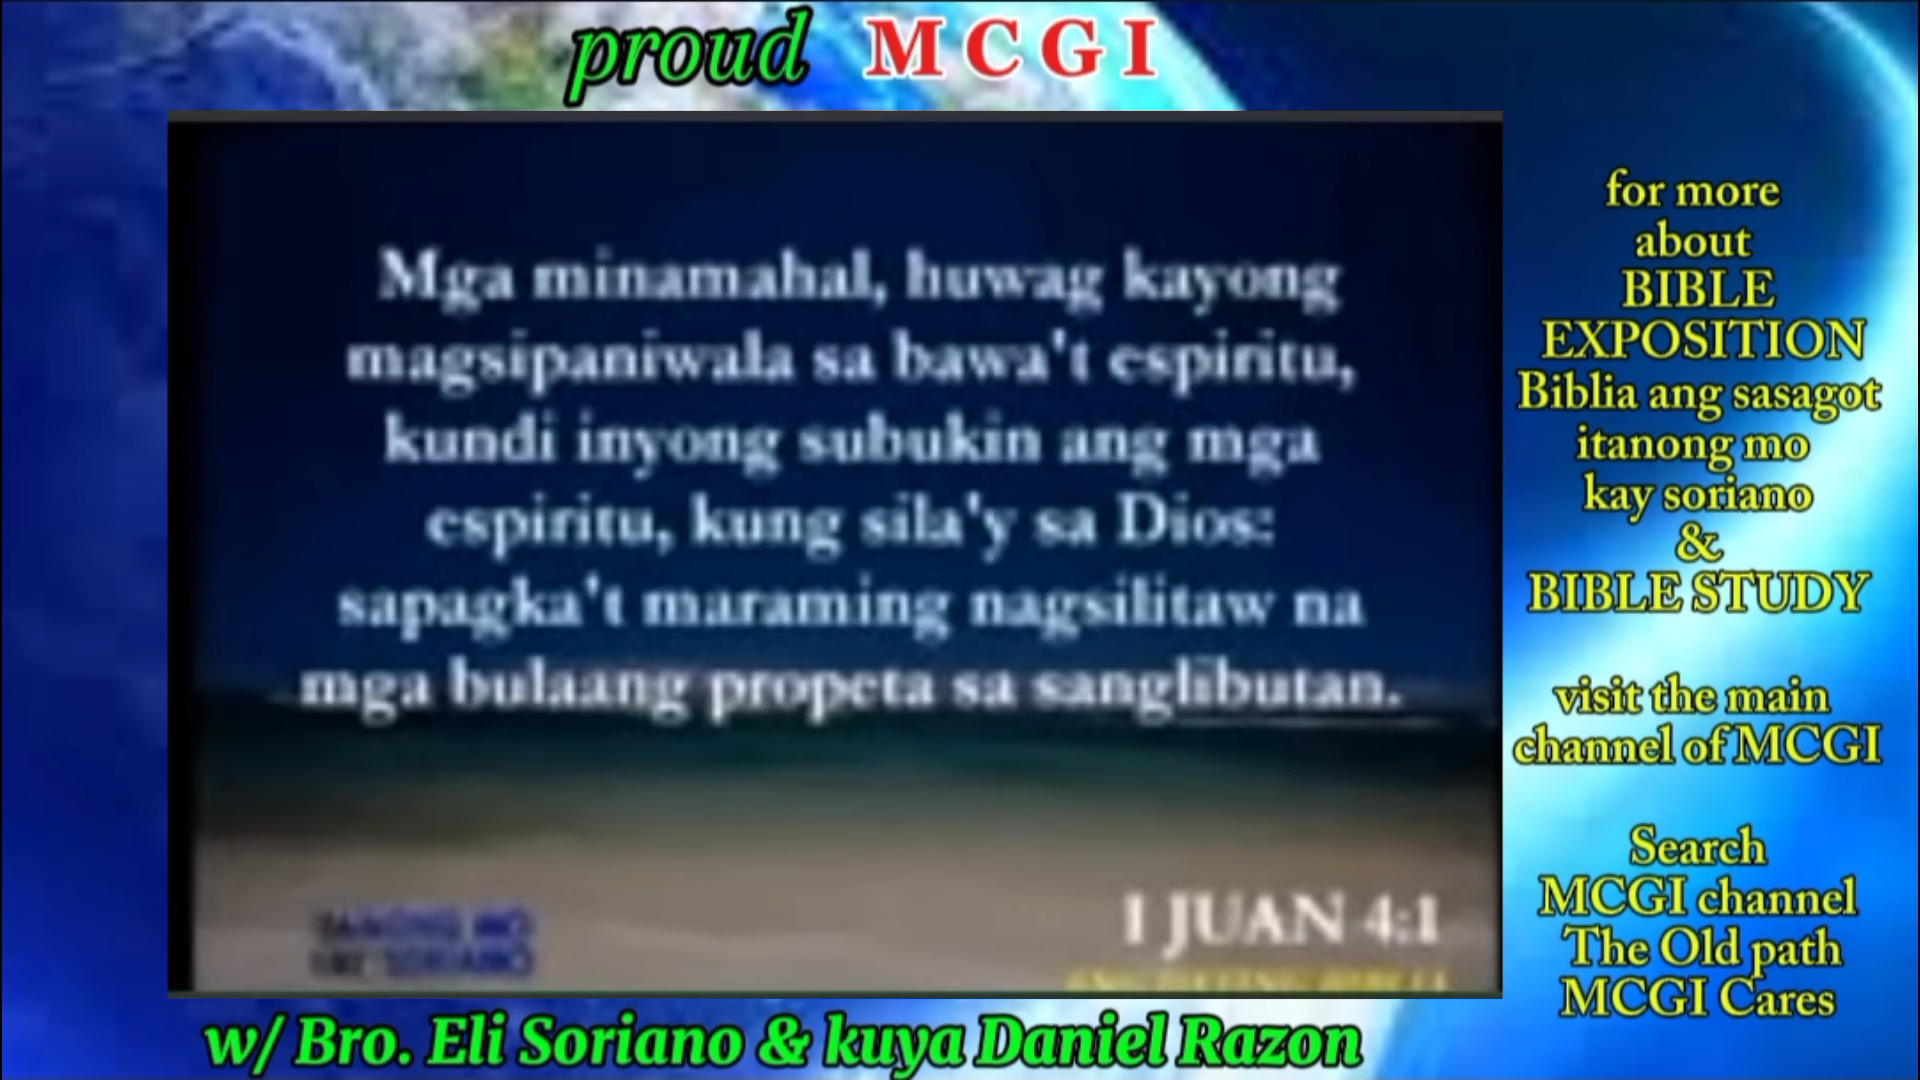 proud MCGI
Mga minamahal, huwag kayong
magsipaniwala sa bawa't espiritu,
kundi inyong subukin ang mga
espiritu, kung sila'y sa Dios:
sapagka't maraming nagsilitaw na
mga bulaang propeta sa sanglibutan.
1 JUAN 4:1
w/ Bro. Eli Soriano & kuya Daniel Razon
for more
about
BIBLE
EXPOSITION
Biblia ang sasagot
itanong mo
kay soriano
&
BIBLE STUDY
visit the main
channel of MCGI
Search
MCGI channel
The Old path
MCGI Cares